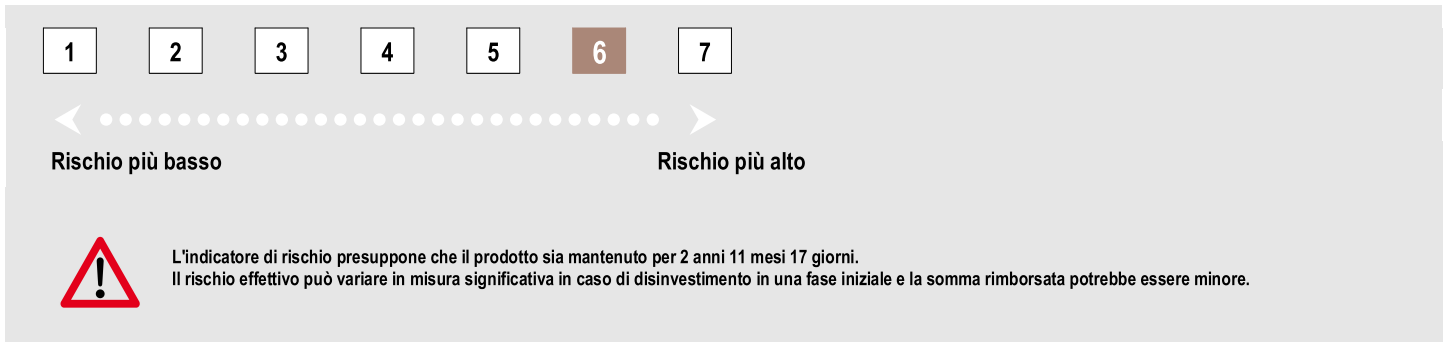 1 2 3 4 5 6 7
Rischio più basso Rischio più alto
L'indicatore di rischio presuppone che il prodotto sia mantenuto per 2 anni 11 mesi 17 giorni.
Il rischio effettivo può variare in misura significativa in caso di disinvestimento in una fase iniziale e la somma rimborsata potrebbe essere minore.